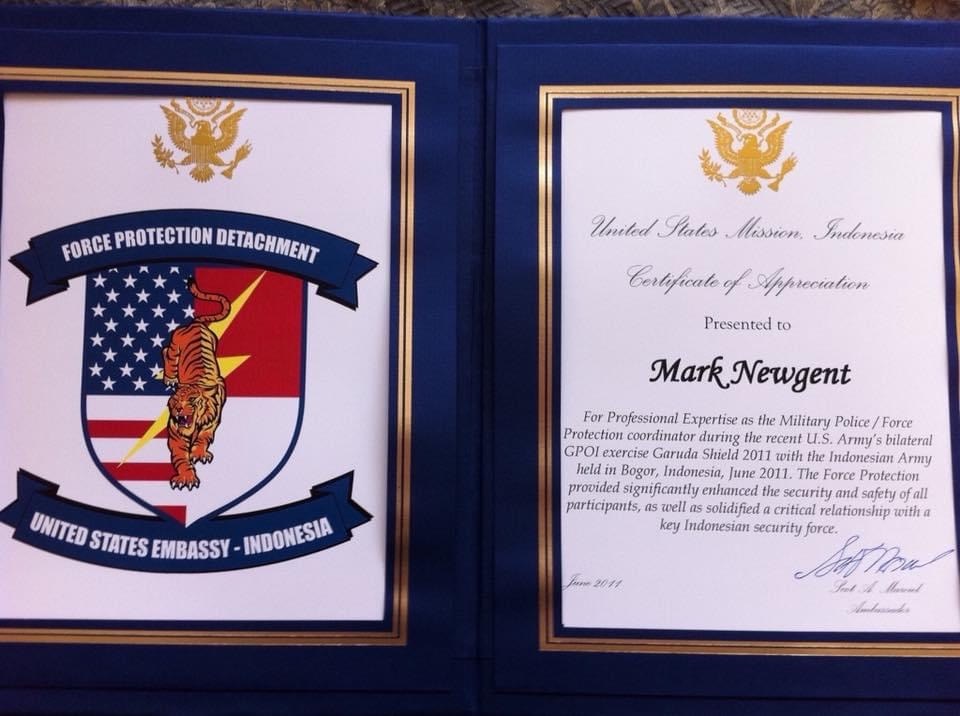 FORCE PROTECTION DETACHMENT
UNITED STATES EMBASSY - INDONESIA
United States Mission, Indonesia
Certificate of Appreciation
Presented to
Mark Newgent
For Professional Expertise as the Military Police / Force
Protection coordinator during the recent U.S. Army's bilateral
GPOI exercise Garuda Shield 2011 with the Indonesian Army
held in Bogor, Indonesia, June 2011. The Force Protection
provided significantly enhanced the security and safety of all
participants, as well as solidified a critical relationship with a
key Indonesian security force.
June 2011
Scot A. Marciel
Ambassador